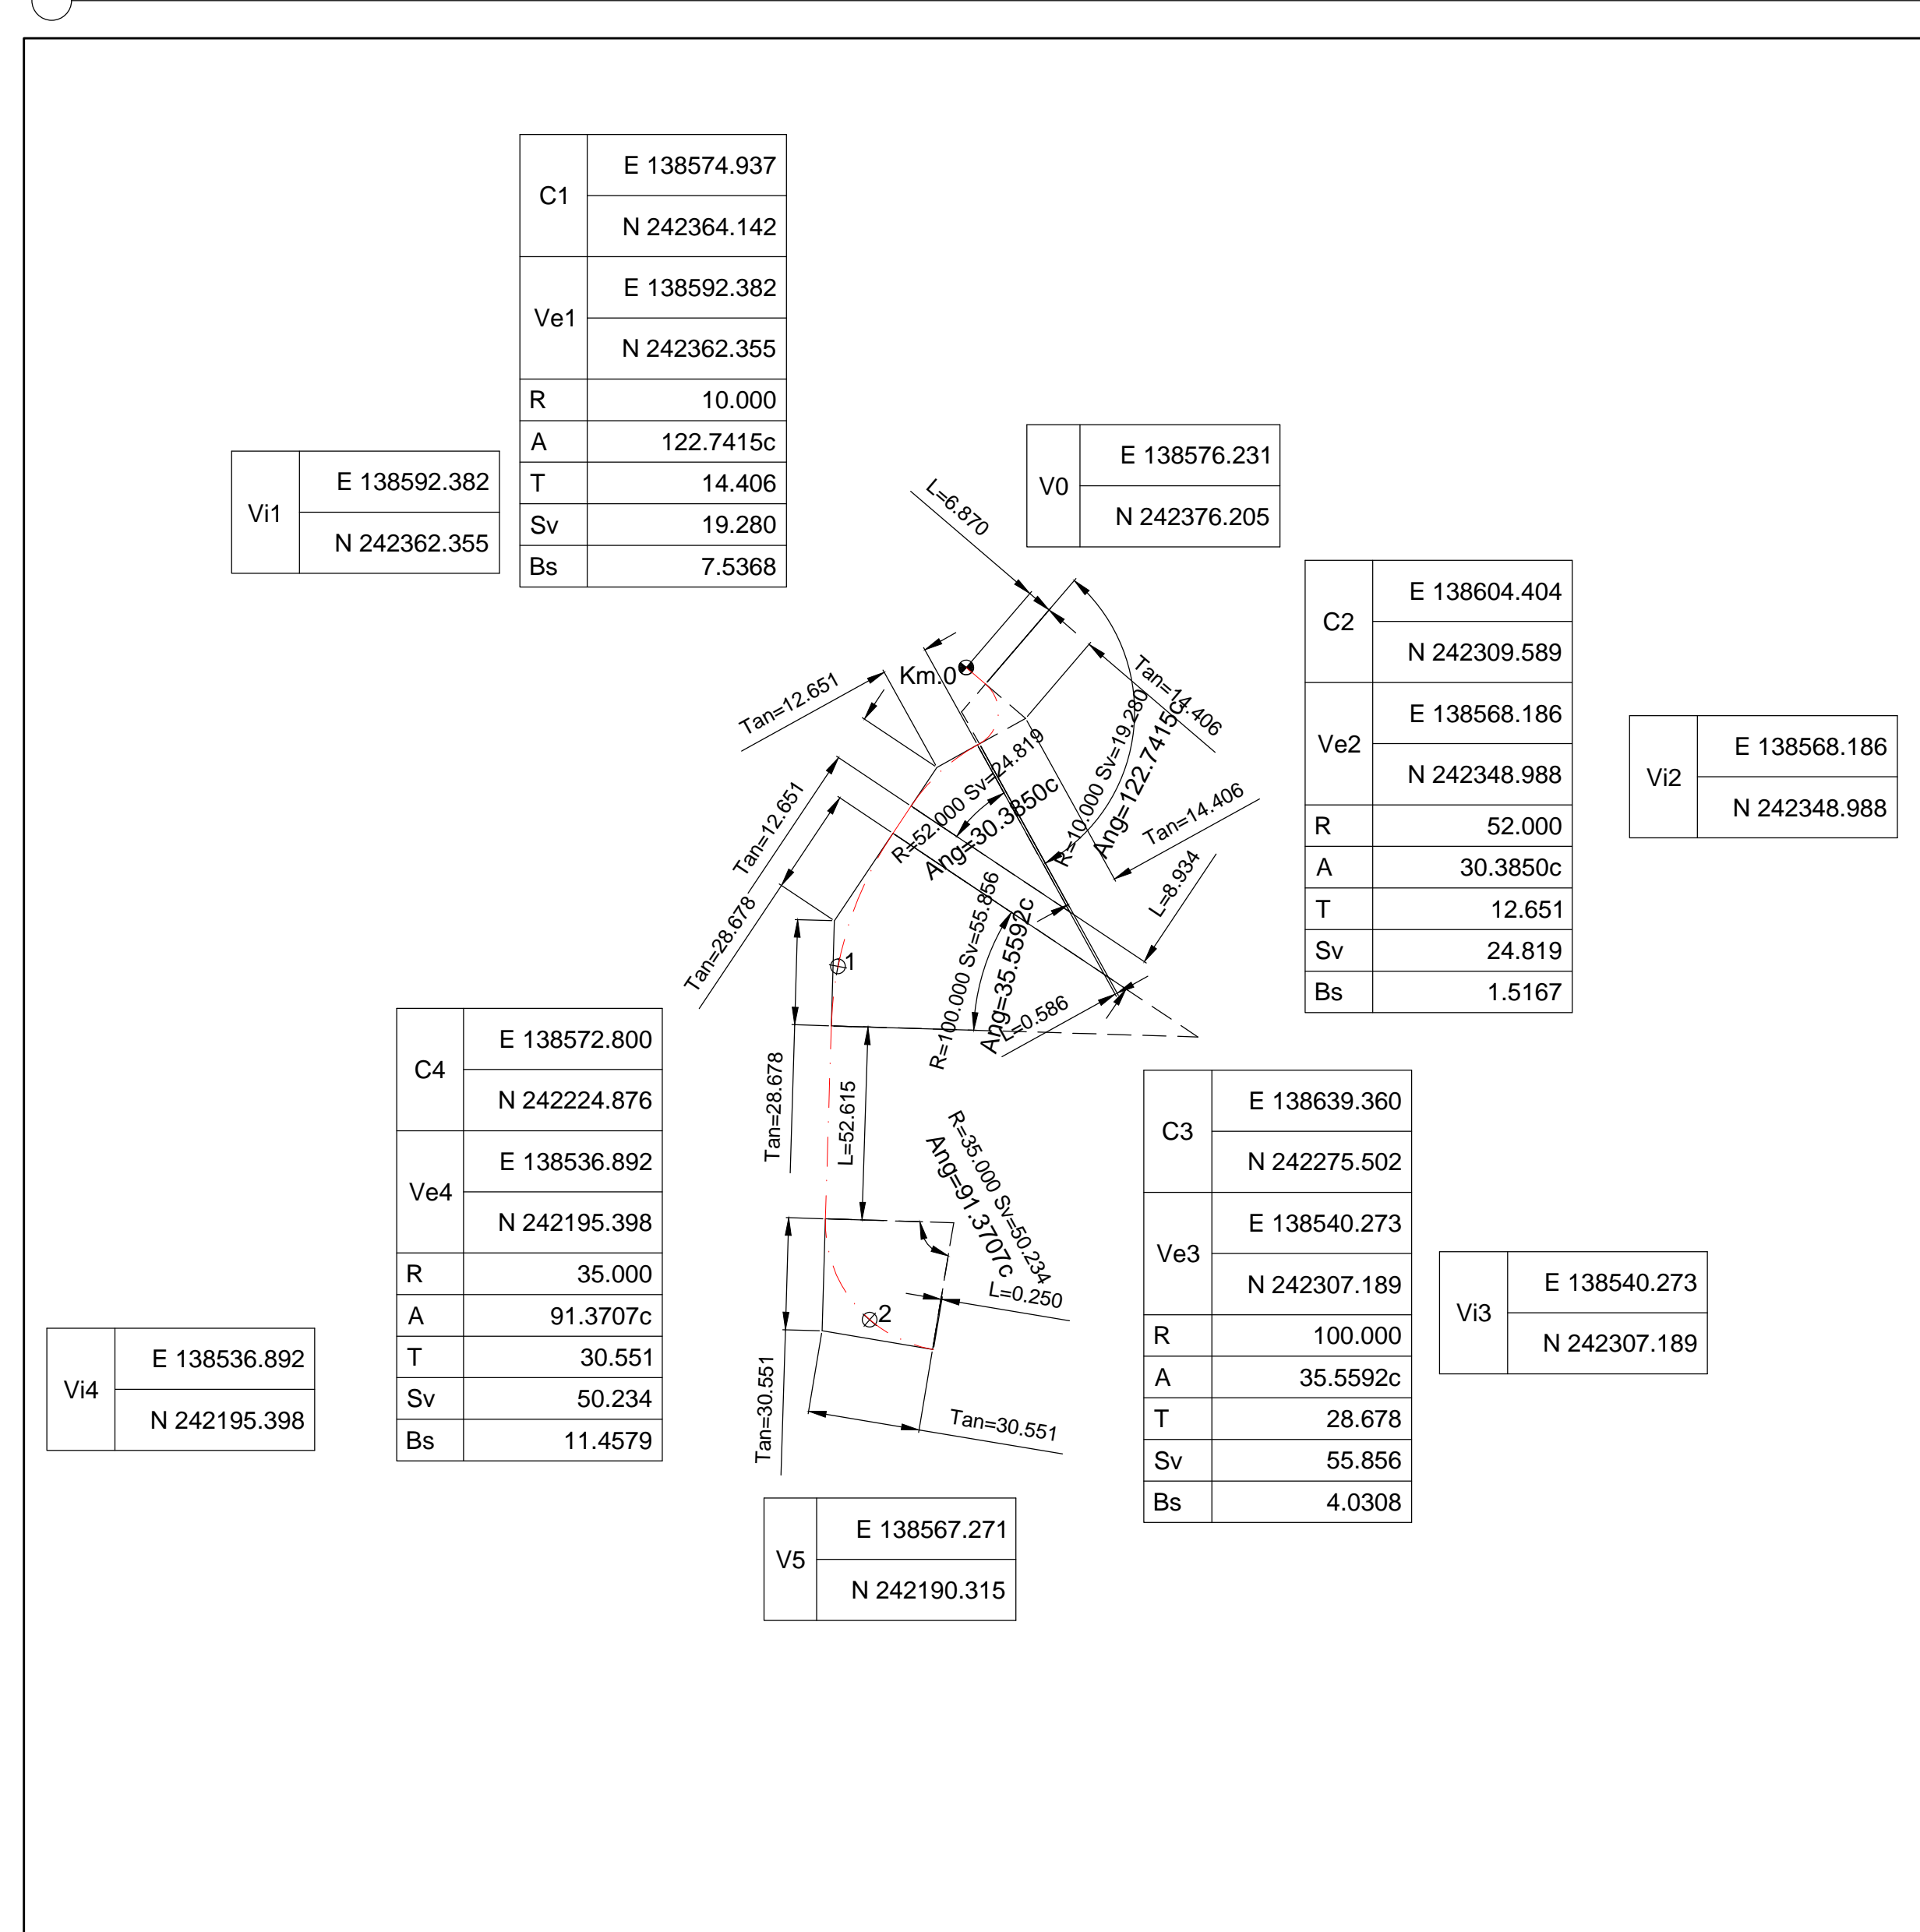 C1
E 138574.937
N 242364.142
Ve1
E 138592.382
N 242362.355
R 10.000
A 122.7415c
T 14.406
Sv 19.280
Bs 7.5368
Vi1
E 138592.382
N 242362.355
V0
E 138576.231
N 242376.205
C2
E 138604.404
N 242309.589
Ve2
E 138568.186
N 242348.988
R 52.000
A 30.3850c
T 12.651
Sv 24.819
Bs 1.5167
Vi2
E 138568.186
N 242348.988
L=6.870
Km.0
Tan=12.651
Tan=14.406
R=10.000 Sv=19.280
Ang=122.7415c
R=52.000 Sv=24.819
Ang=30.3850c
Tan=12.651
Tan=14.406
L=8.934
Tan=28.678
R=100.000 Sv=55.856
Ang=35.5592c
1
L=0.586
Tan=28.678
L=52.615
R=35.000 Sv=50.234
Ang=91.3707c
L=0.250
2
Tan=30.551
Tan=30.551
C4
E 138572.800
N 242224.876
Ve4
E 138536.892
N 242195.398
R 35.000
A 91.3707c
T 30.551
Sv 50.234
Bs 11.4579
C3
E 138639.360
N 242275.502
Ve3
E 138540.273
N 242307.189
R 100.000
A 35.5592c
T 28.678
Sv 55.856
Bs 4.0308
Vi3
E 138540.273
N 242307.189
Vi4
E 138536.892
N 242195.398
V5
E 138567.271
N 242190.315